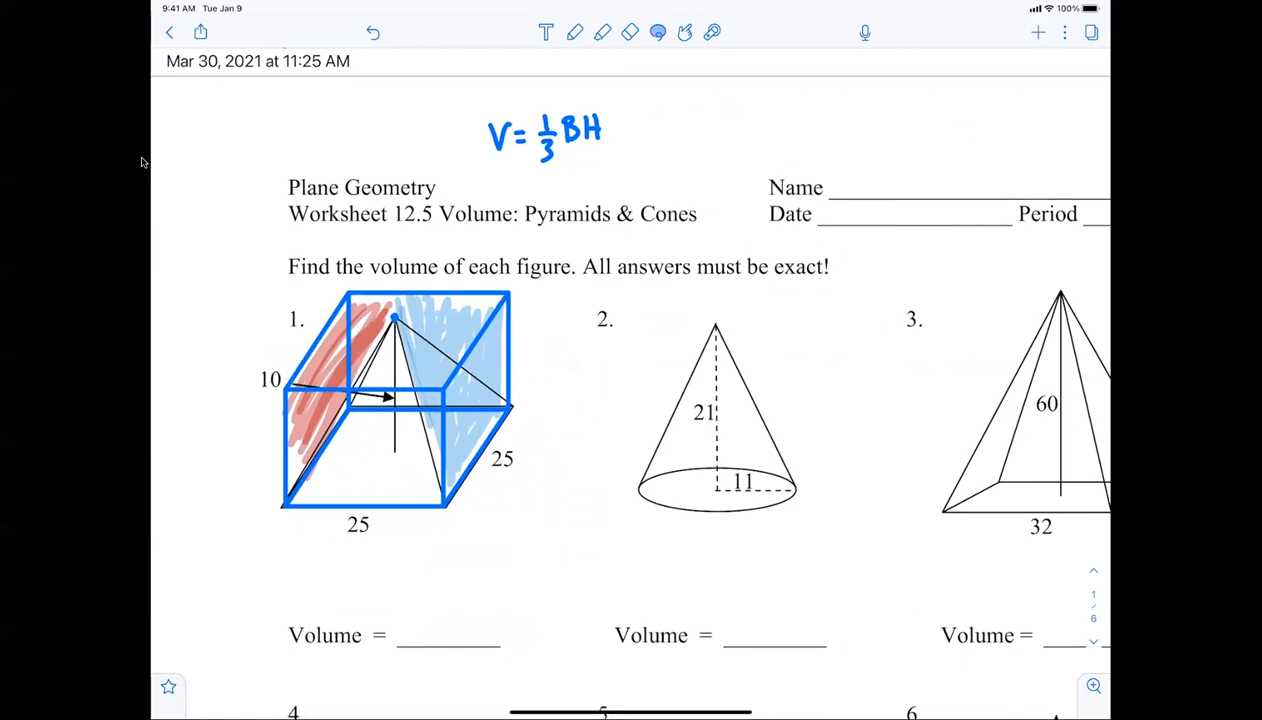 9:41 AM Tue Jan 9
100%
Mar 30, 2021 at 11:25 AM
V = 1/3 BH
Plane Geometry
Name
Worksheet 12.5 Volume: Pyramids & Cones
Date Period
Find the volume of each figure. All answers must be exact!
1.
2.
3.
10
21
60
25
11
25
32
1
/
6
Volume =
Volume =
Volume =
4
5
6